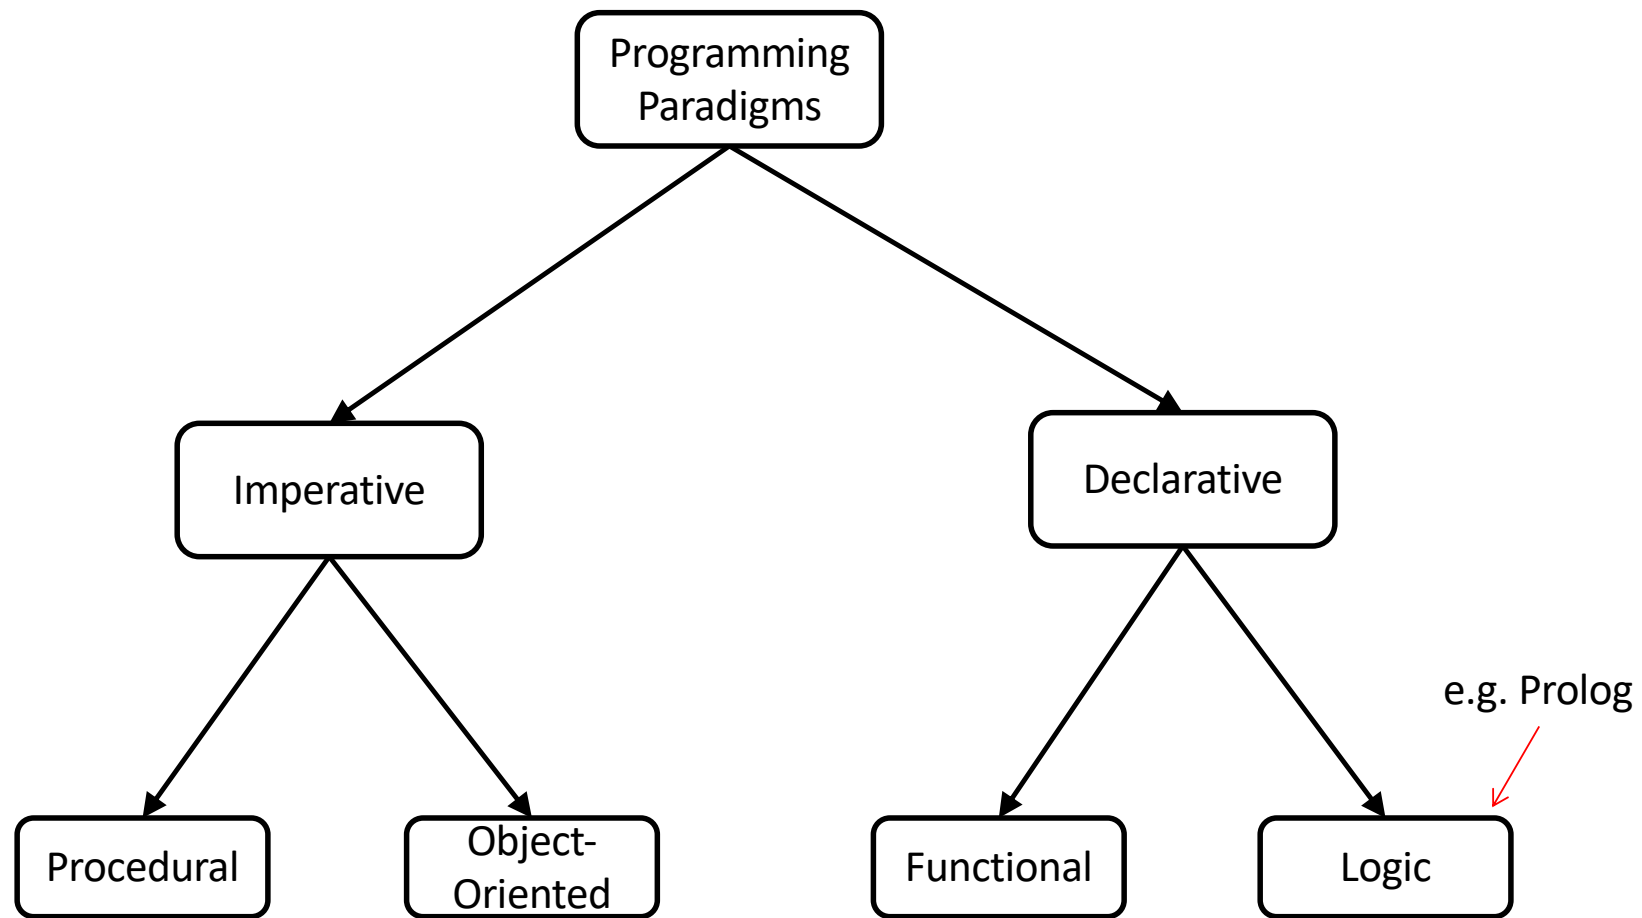 Programming
Paradigms
Imperative
Declarative
e.g. Prolog
Procedural
Object-
Oriented
Functional
Logic